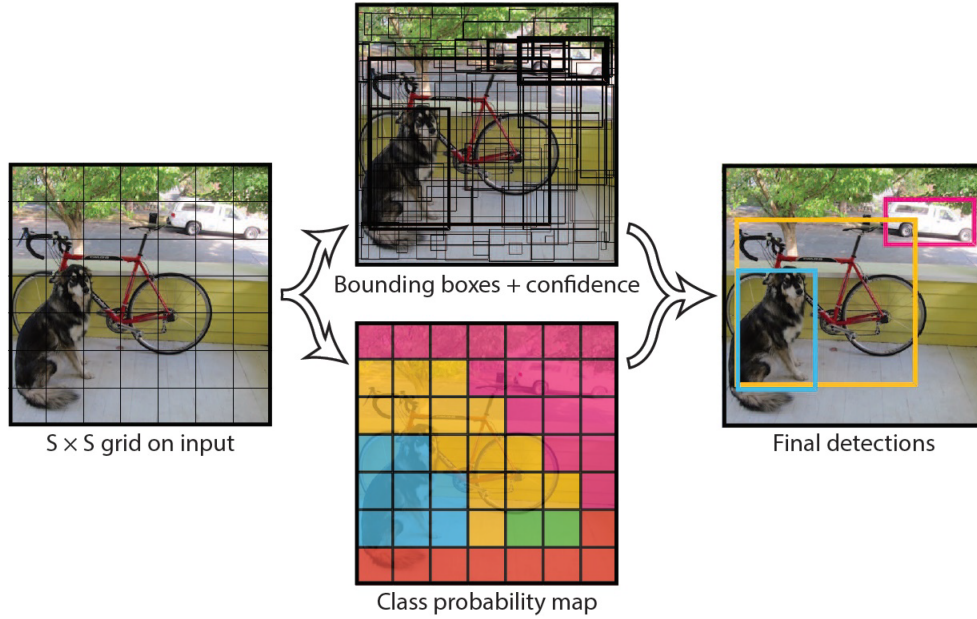 Bounding boxes + confidence
S × S grid on input
Final detections
Class probability map